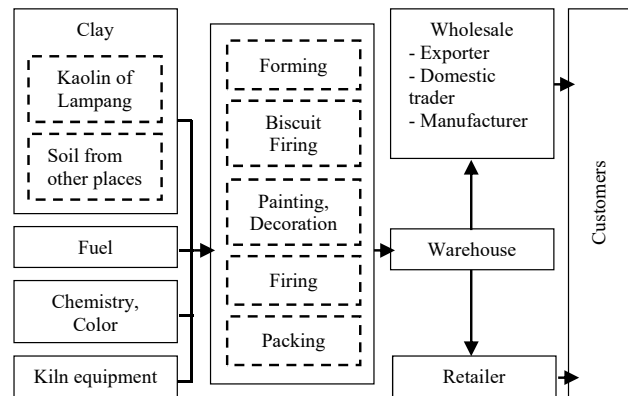 Clay
Kaolin of
Lampang
Soil from
other places
Fuel
Chemistry,
Color
Kiln equipment
Forming
Biscuit
Firing
Painting,
Decoration
Firing
Packing
Wholesale
- Exporter
- Domestic
trader
- Manufacturer
Warehouse
Retailer
Customers